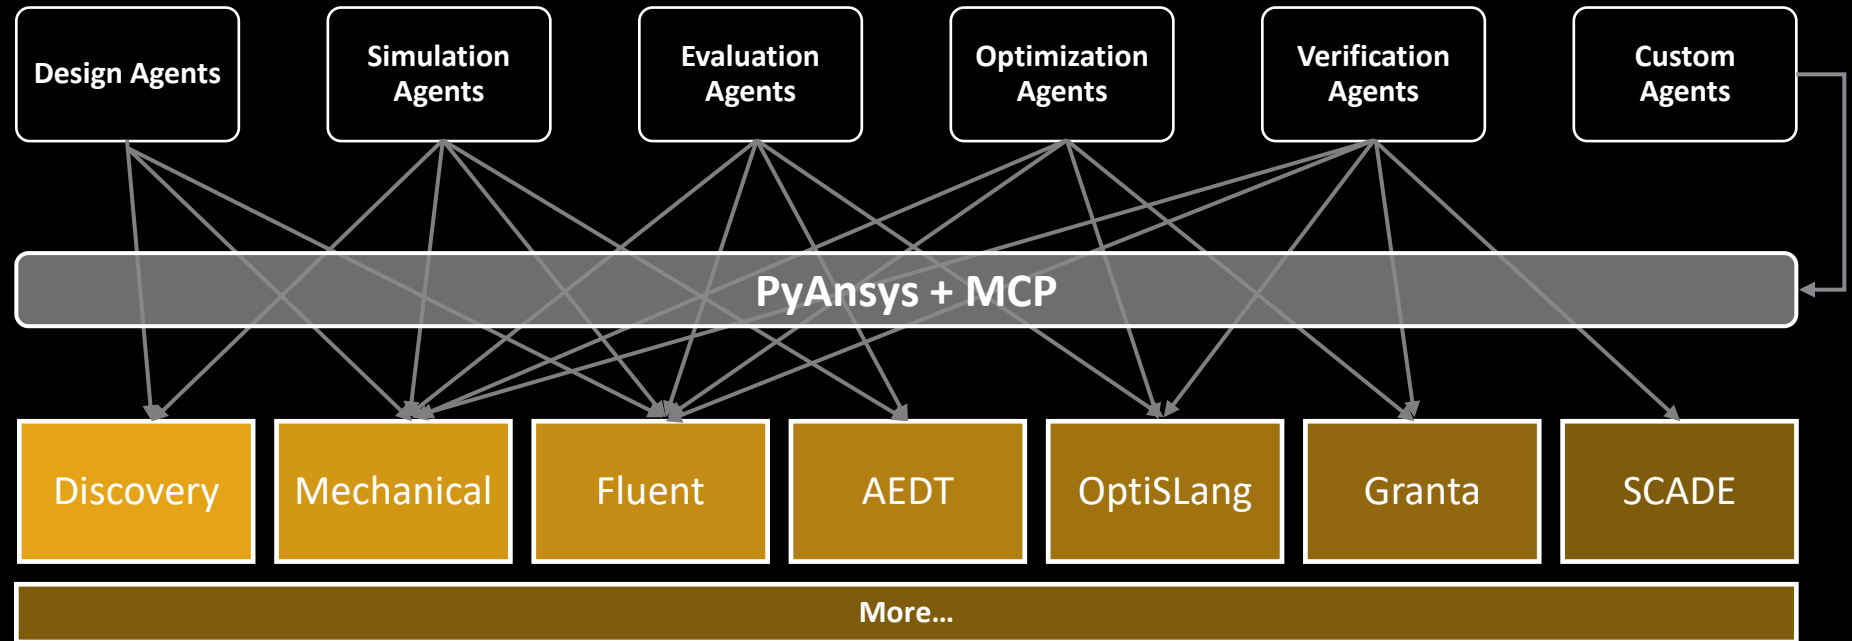 Design Agents
Simulation
Agents
Evaluation
Agents
Optimization
Agents
Verification
Agents
Custom
Agents
PyAnsys + MCP
Discovery
Mechanical
Fluent
AEDT
OptiSLang
Granta
SCADE
More...